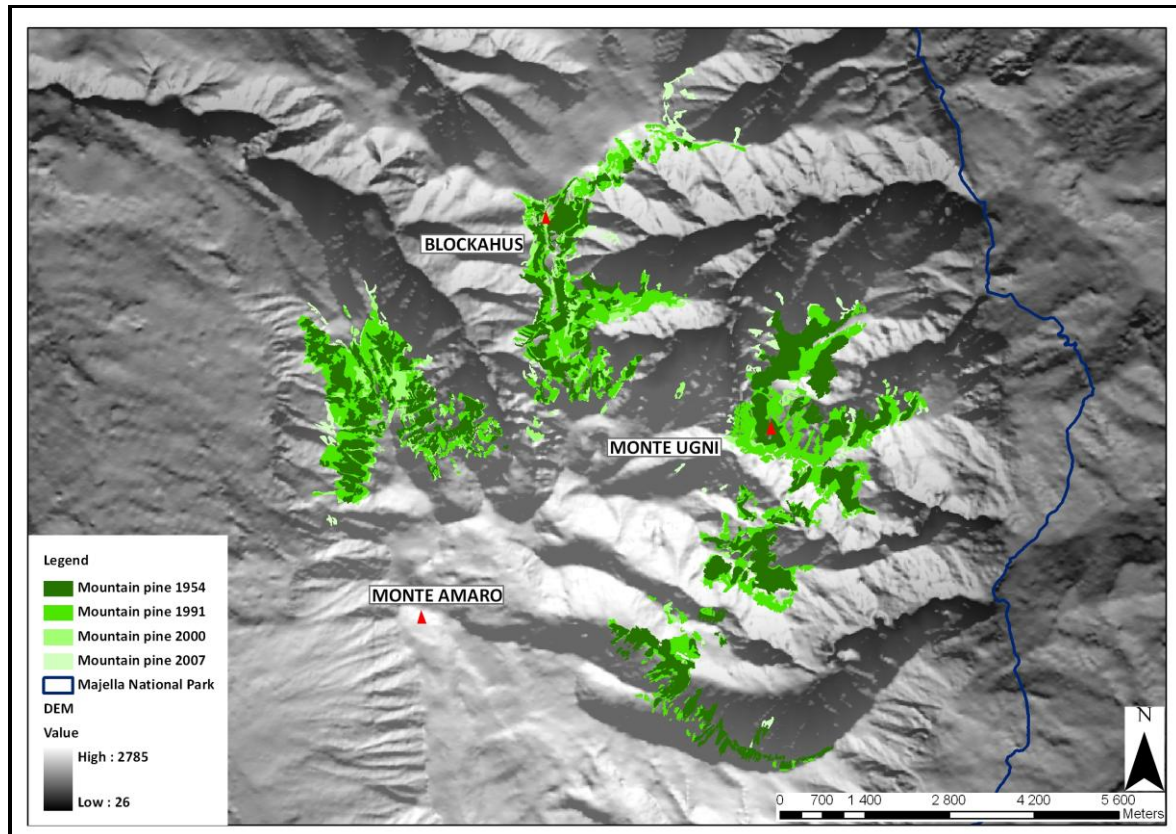 BLOCKAHUS
MONTE UGNI
MONTE AMARO
Legend
Mountain pine 1954
Mountain pine 1991
Mountain pine 2000
Mountain pine 2007
Majella National Park
DEM
Value
High : 2785
Low : 26
N
0 700 1 400 2 800 4 200 5 600
Meters